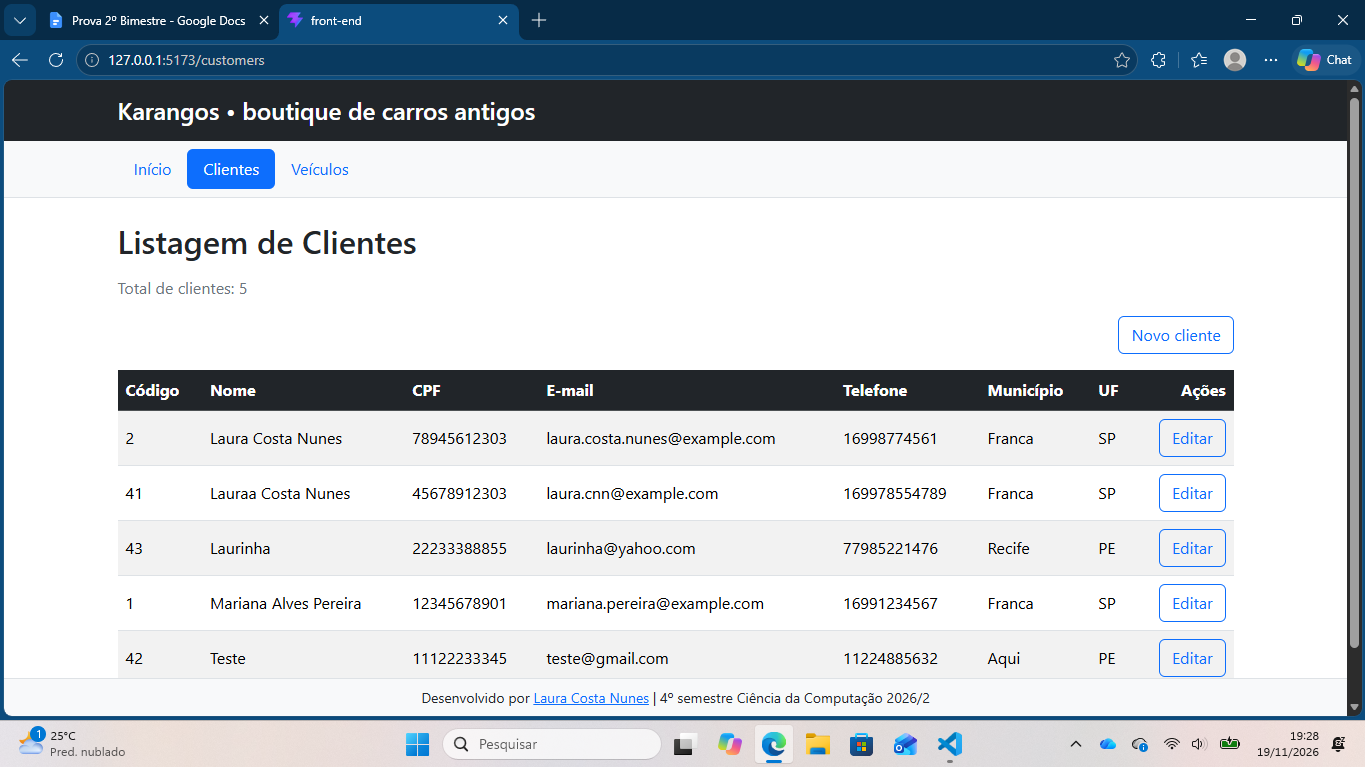 Prova 2º Bimestre - Google Docs
front-end
127.0.0.1:5173/customers
Chat
Karangos • boutique de carros antigos
Início Clientes Veículos
Listagem de Clientes
Total de clientes: 5
Novo cliente
Código Nome CPF E-mail Telefone Município UF Ações
2 Laura Costa Nunes 78945612303 laura.costa.nunes@example.com 16998774561 Franca SP Editar
41 Lauraa Costa Nunes 45678912303 laura.cnn@example.com 169978554789 Franca SP Editar
43 Laurinha 22233388855 laurinha@yahoo.com 77985221476 Recife PE Editar
1 Mariana Alves Pereira 12345678901 mariana.pereira@example.com 16991234567 Franca SP Editar
42 Teste 11122233345 teste@gmail.com 11224885632 Aqui PE Editar
Desenvolvido por Laura Costa Nunes | 4º semestre Ciência da Computação 2026/2
1
25°C
Pred. nublado
Pesquisar
19:28
19/11/2026